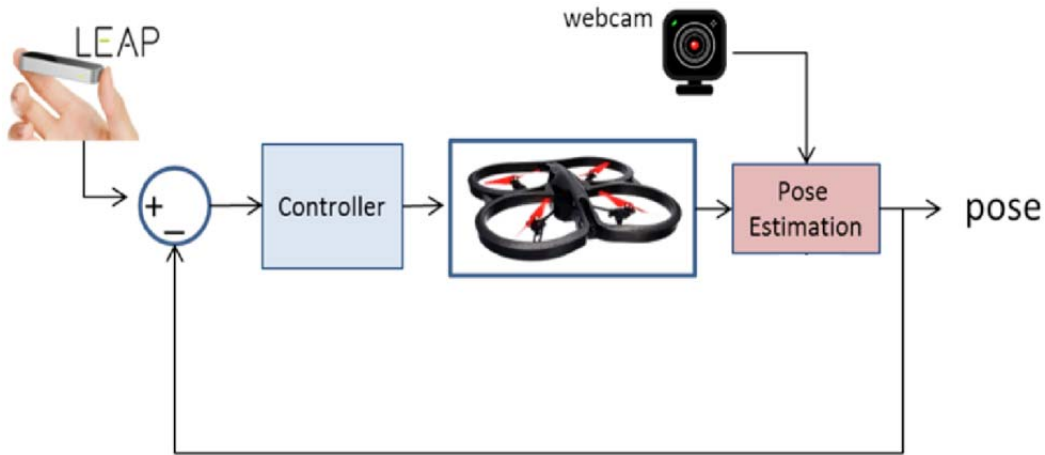 LEAP
webcam
+
−
Controller
Pose
Estimation
pose